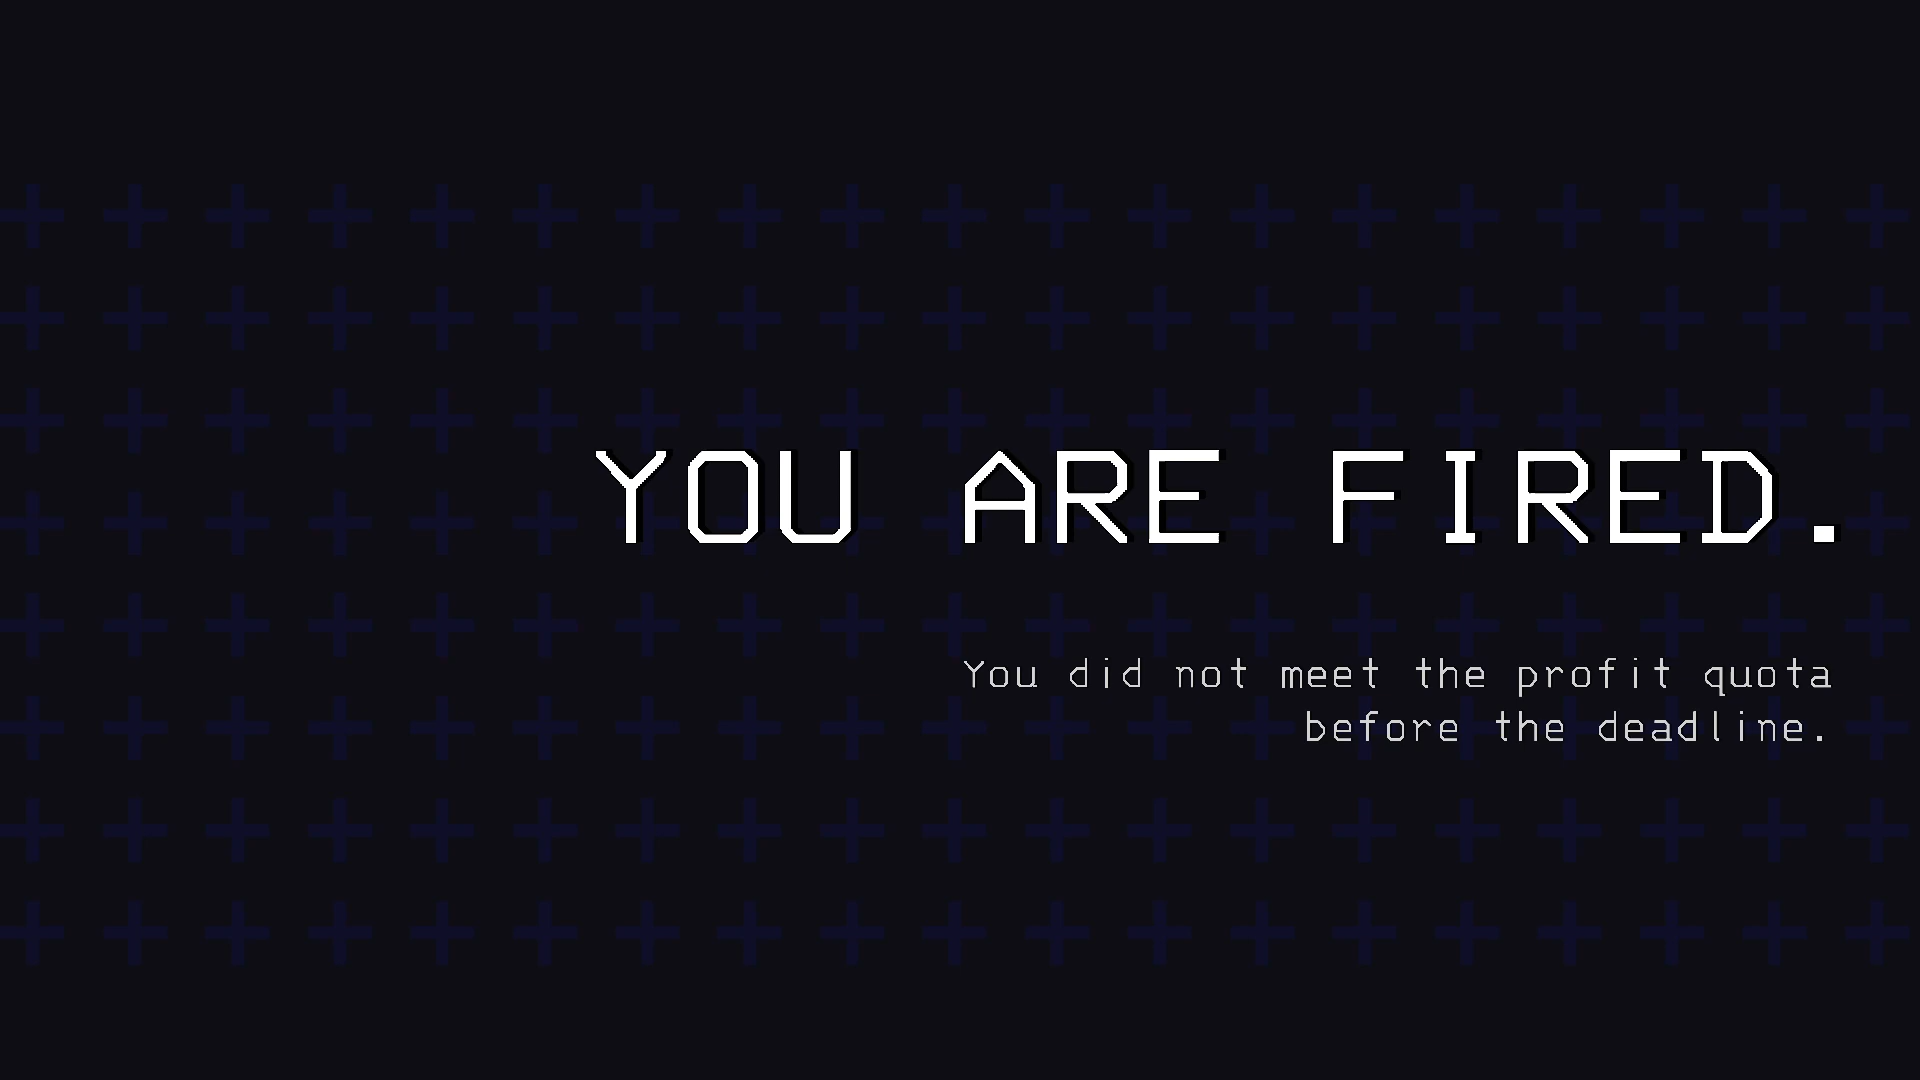 YOU ARE FIRED.
You did not meet the profit quota
before the deadline.